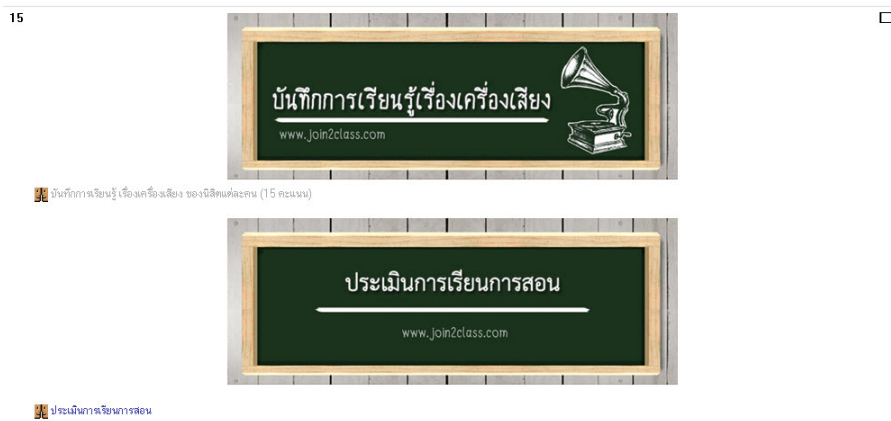 15
บันทึกการเรียนรู้เรื่องเครื่องเสียง
www.join2class.com
บันทึกการเรียนรู้ เรื่องเครื่องเสียง ของนิสิตแต่ละคน (15 คะแนน)
ประเมินการเรียนการสอน
www.join2class.com
ประเมินการเรียนการสอน